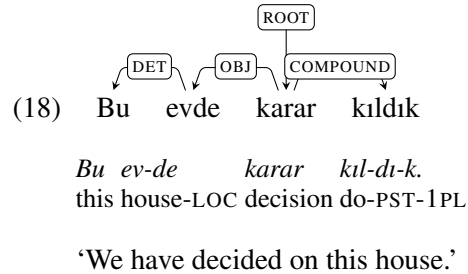 ROOT
DET OBJ COMPOUND
(18) Bu evde karar kıldık
Bu ev-de karar kıl-dı-k.
this house-LOC decision do-PST-1PL
‘We have decided on this house.’